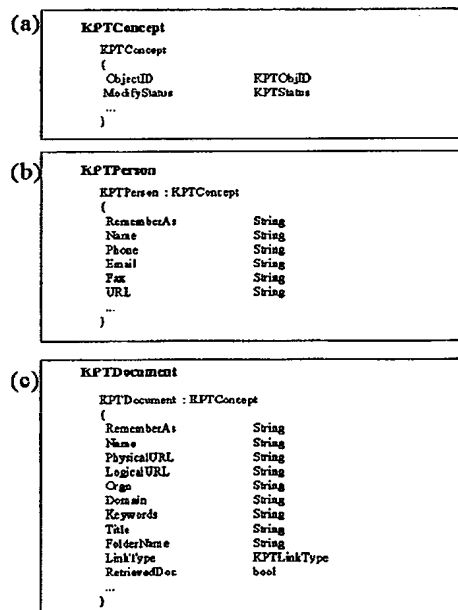 (a)
KPTConcept
KPTConcept
{
ObjectID KPTObjID
ModifyStatus KPTStatus
...
}
(b)
KPTPerson
KPTPerson : KPTConcept
{
RememberAs String
Name String
Phone String
Email String
Fax String
URL String
...
}
(c)
KPTDocument
KPTDocument : KPTConcept
{
RememberAs String
Name String
PhysicalURL String
LogicalURL String
Orgn String
Domain String
Keywords String
Title String
FolderName String
LinkType KPTLinkType
RetrievedDoc bool
...
}